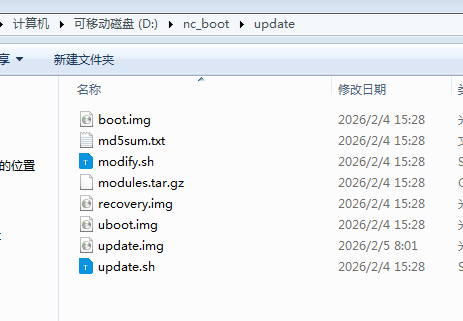 计算机 ▸ 可移动磁盘 (D:) ▸ nc_boot ▸ update
享 ▼ 新建文件夹
名称 修改日期
boot.img 2026/2/4 15:28
md5sum.txt 2026/2/4 15:28
的位置 modify.sh 2026/2/4 15:28 S
modules.tar.gz 2026/2/4 15:28
recovery.img 2026/2/4 15:28
uboot.img 2026/2/4 15:28
update.img 2026/2/5 8:01
update.sh 2026/2/4 15:28 S